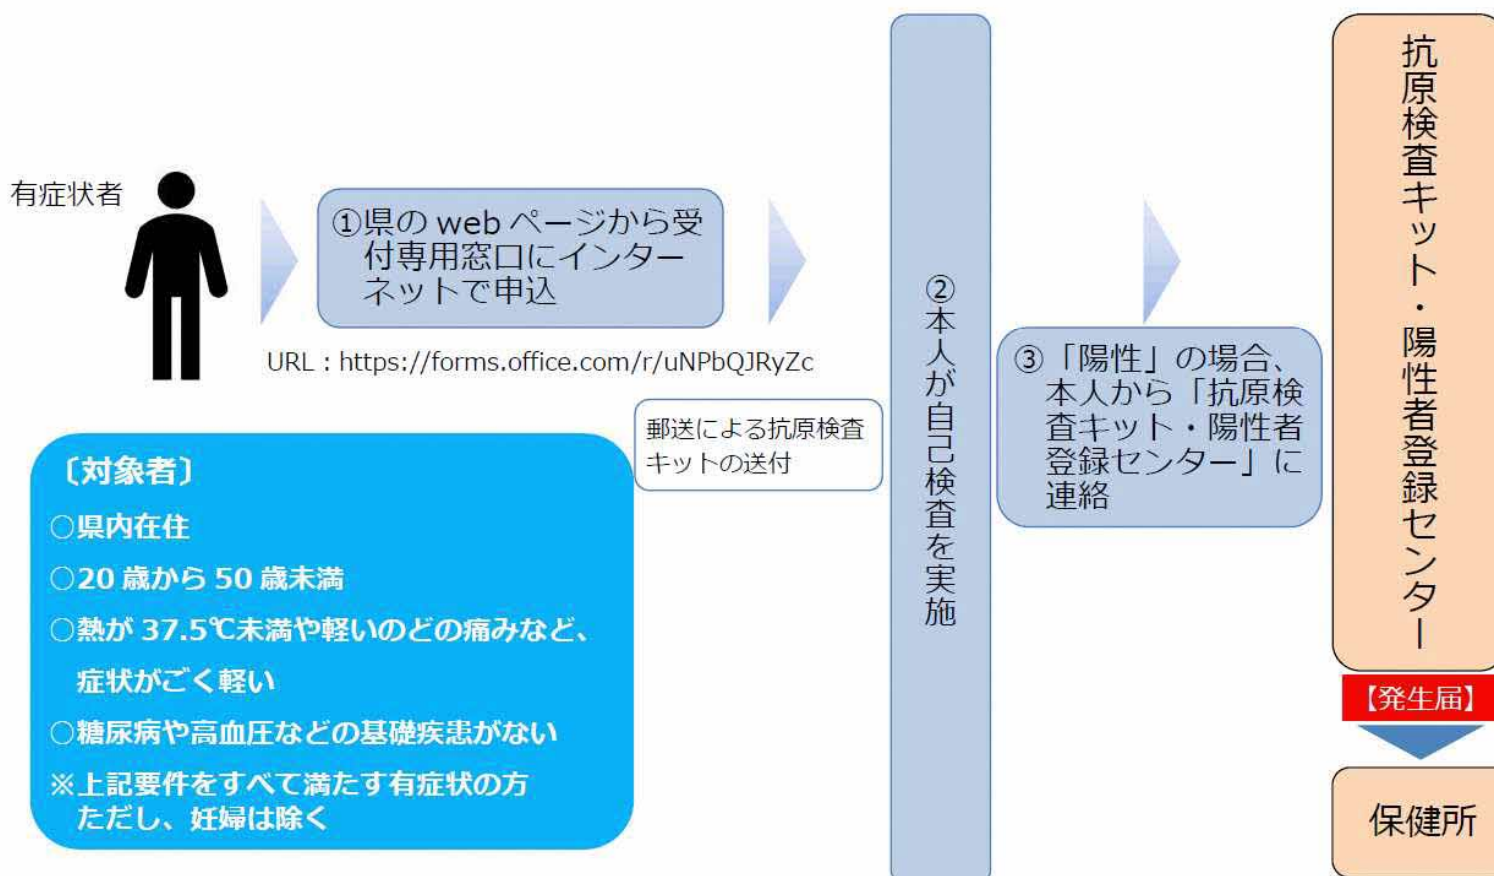 有症状者
①県の web ページから受
付専用窓口にインター
ネットで申込
URL：https://forms.office.com/r/uNPbQJRyZc
郵送による抗原検査
キットの送付
〔対象者〕
○県内在住
○20 歳から 50 歳未満
○熱が 37.5℃未満や軽いのどの痛みなど、
症状がごく軽い
○糖尿病や高血圧などの基礎疾患がない
※上記要件をすべて満たす有症状の方
ただし、妊婦は除く
②本人が自己検査を実施
③「陽性」の場合、
本人から「抗原検
査キット・陽性者
登録センター」に
連絡
抗原検査キット・陽性者登録センター
【発生届】
保健所